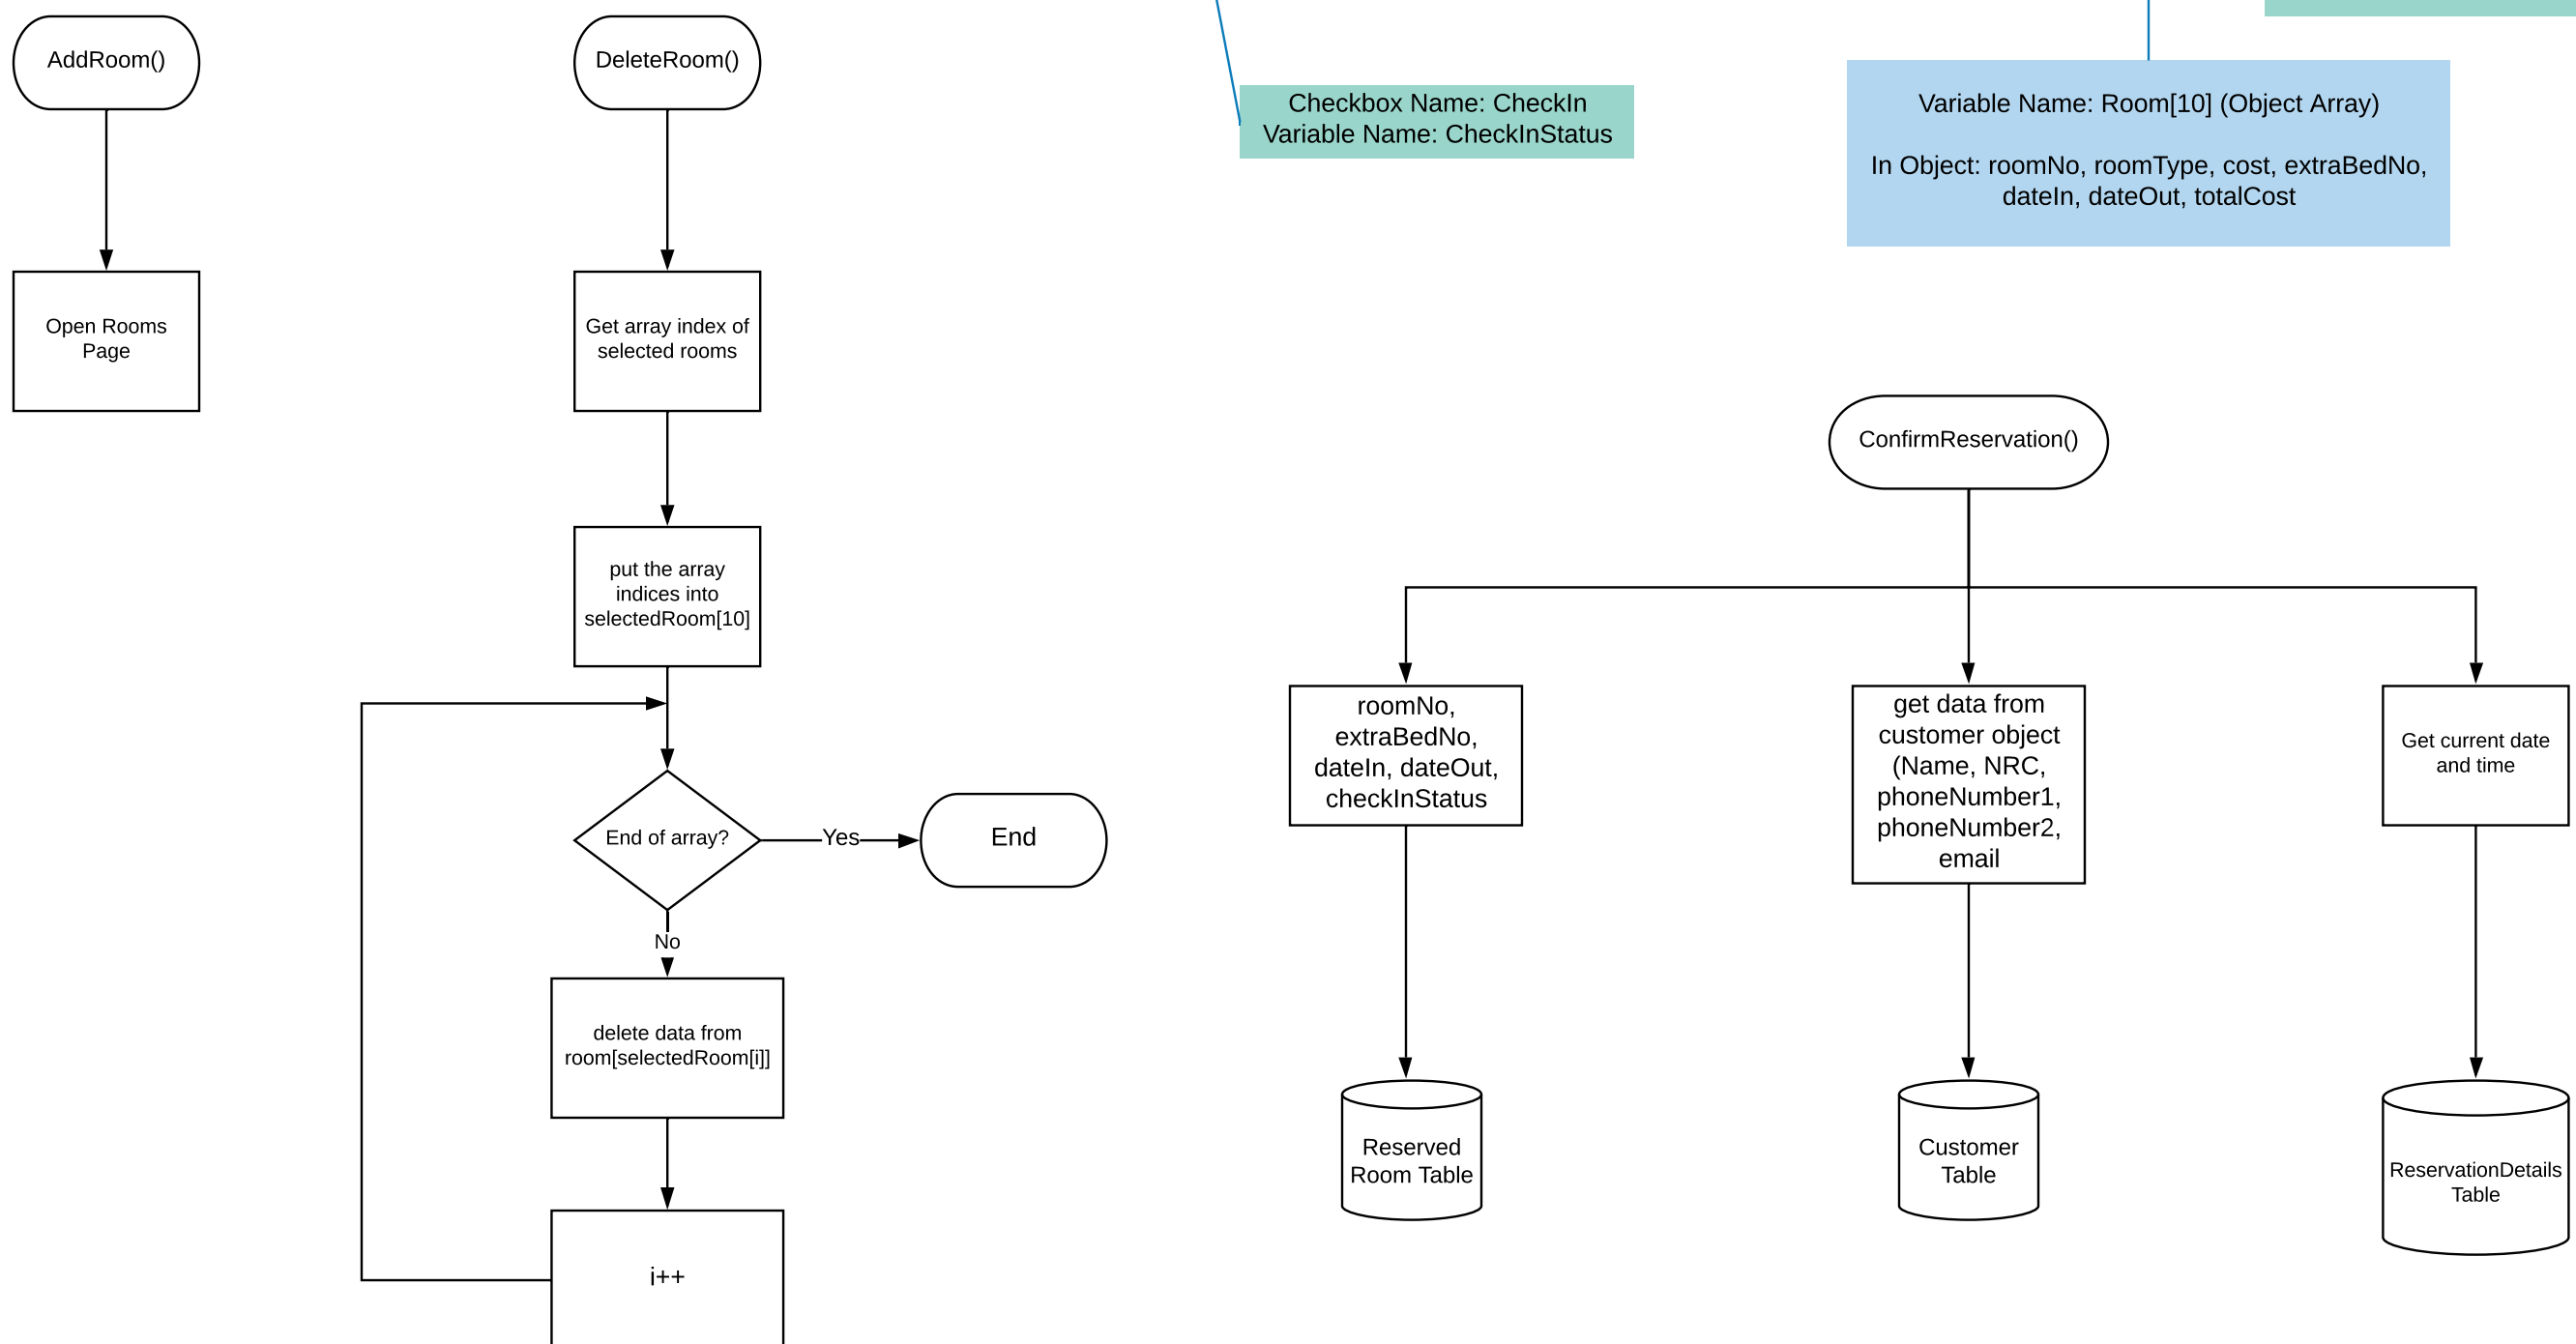 AddRoom()
Open Rooms
Page
DeleteRoom()
Get array index of
selected rooms
put the array
indices into
selectedRoom[10]
End of array?
Yes
End
No
delete data from
room[selectedRoom[i]]
i++
Checkbox Name: CheckIn
Variable Name: CheckInStatus
Variable Name: Room[10] (Object Array)
In Object: roomNo, roomType, cost, extraBedNo,
dateIn, dateOut, totalCost
ConfirmReservation()
roomNo,
extraBedNo,
dateIn, dateOut,
checkInStatus
Reserved
Room Table
get data from
customer object
(Name, NRC,
phoneNumber1,
phoneNumber2,
email
Customer
Table
Get current date
and time
ReservationDetails
Table